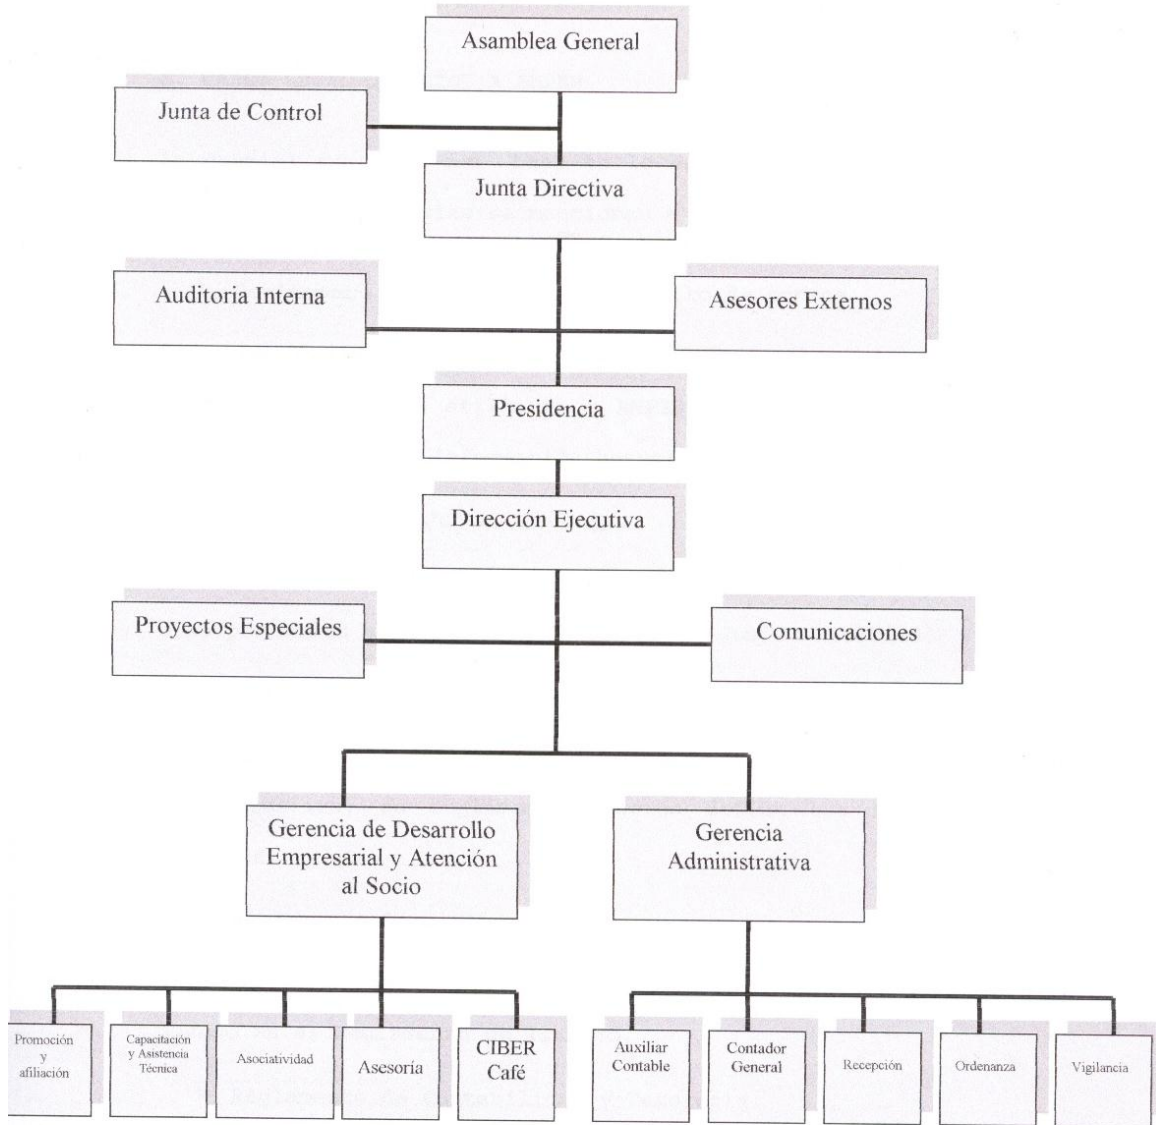 Asamblea General
Junta de Control
Junta Directiva
Auditoria Interna
Asesores Externos
Presidencia
Dirección Ejecutiva
Proyectos Especiales
Comunicaciones
Gerencia de Desarrollo
Empresarial y Atención
al Socio
Gerencia
Administrativa
Promoción
y
afiliación
Capacitación
y Asistencia
Técnica
Asociatividad
Asesoría
CIBER
Café
Auxiliar
Contable
Contador
General
Recepción
Ordenanza
Vigilancia